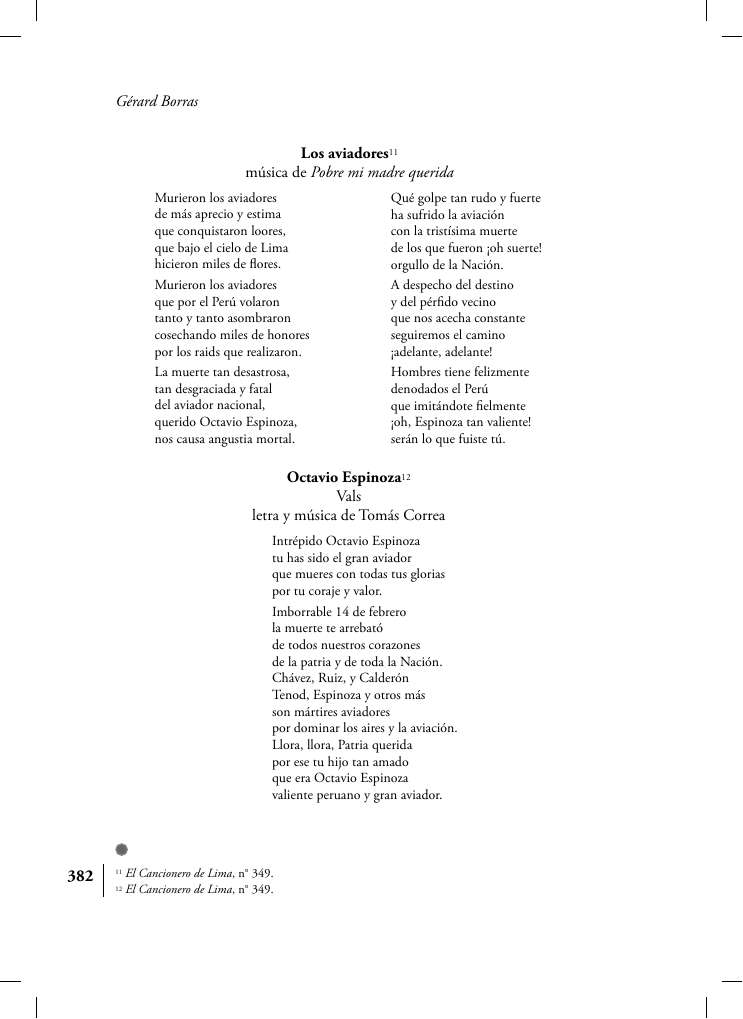 Gérard Borras
Los aviadores11
música de Pobre mi madre querida
Murieron los aviadores
de más aprecio y estima
que conquistaron loores,
que bajo el cielo de Lima
hicieron miles de flores.
Murieron los aviadores
que por el Perú volaron
tanto y tanto asombraron
cosechando miles de honores
por los raids que realizaron.
La muerte tan desastrosa,
tan desgraciada y fatal
del aviador nacional,
querido Octavio Espinoza,
nos causa angustia mortal.
Qué golpe tan rudo y fuerte
ha sufrido la aviación
con la tristísima muerte
de los que fueron ¡oh suerte!
orgullo de la Nación.
A despecho del destino
y del pérfido vecino
que nos acecha constante
seguiremos el camino
¡adelante, adelante!
Hombres tiene felizmente
denodados el Perú
que imitándote fielmente
¡oh, Espinoza tan valiente!
serán lo que fuiste tú.
Octavio Espinoza12
Vals
letra y música de Tomás Correa
Intrépido Octavio Espinoza
tu has sido el gran aviador
que mueres con todas tus glorias
por tu coraje y valor.
Imborrable 14 de febrero
la muerte te arrebató
de todos nuestros corazones
de la patria y de toda la Nación.
Chávez, Ruiz, y Calderón
Tenod, Espinoza y otros más
son mártires aviadores
por dominar los aires y la aviación.
Llora, llora, Patria querida
por ese tu hijo tan amado
que era Octavio Espinoza
valiente peruano y gran aviador.
382
11 El Cancionero de Lima, n° 349.
12 El Cancionero de Lima, n° 349.